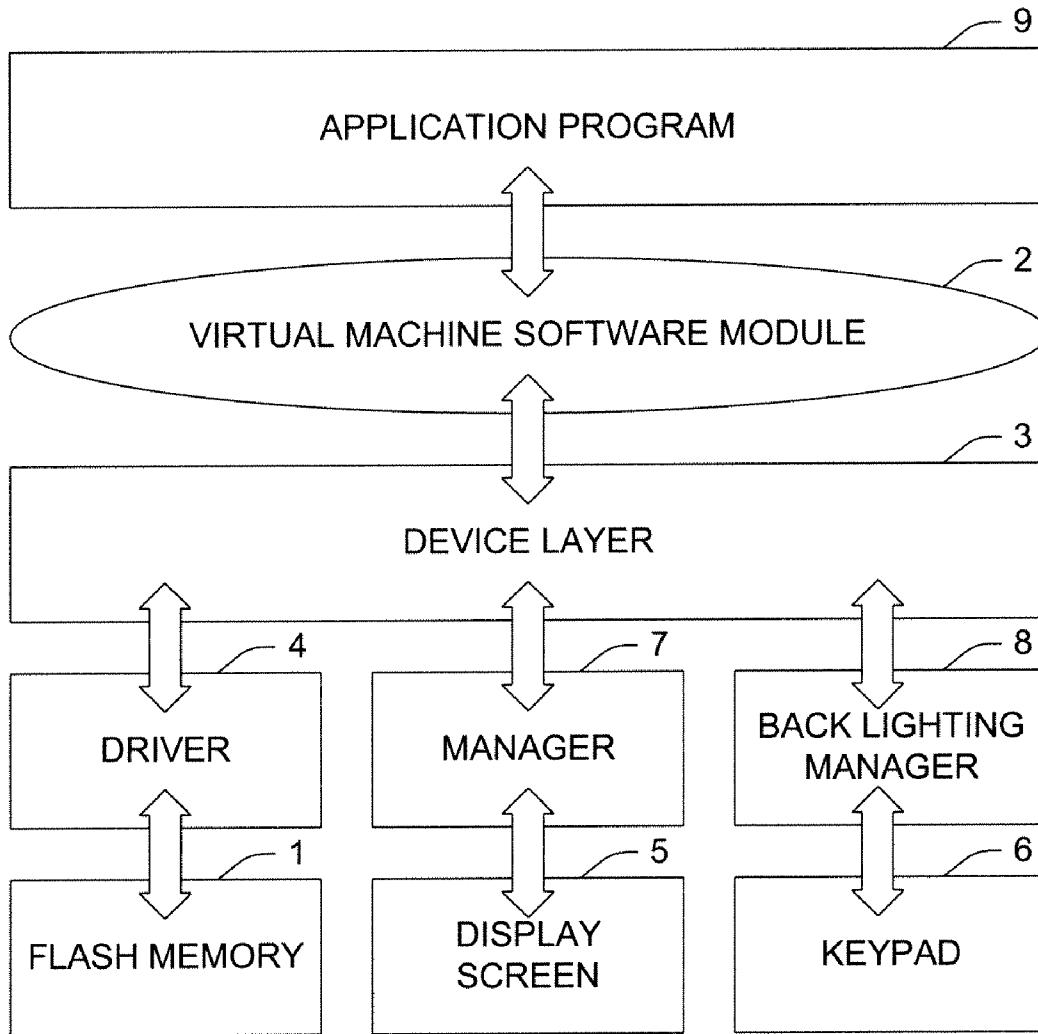 9
APPLICATION PROGRAM
2
VIRTUAL MACHINE SOFTWARE MODULE
3
DEVICE LAYER
4
7
8
DRIVER
MANAGER
BACK LIGHTING
MANAGER
1
5
6
FLASH MEMORY
DISPLAY
SCREEN
KEYPAD